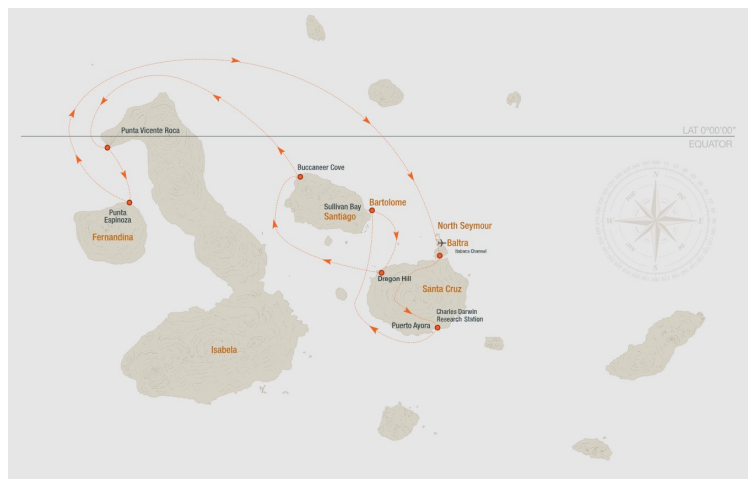 LAT 0°00'00"
EQUATOR
Punta Vicente Roca
Buccaneer Cove
Sullivan Bay
Santiago
Bartolome
Punta
Espinoza
Fernandina
North Seymour
Baltra
Itabaca Channel
Dragon Hill
Santa Cruz
Charles Darwin
Research Station
Puerto Ayora
Isabela
N
E
S
W